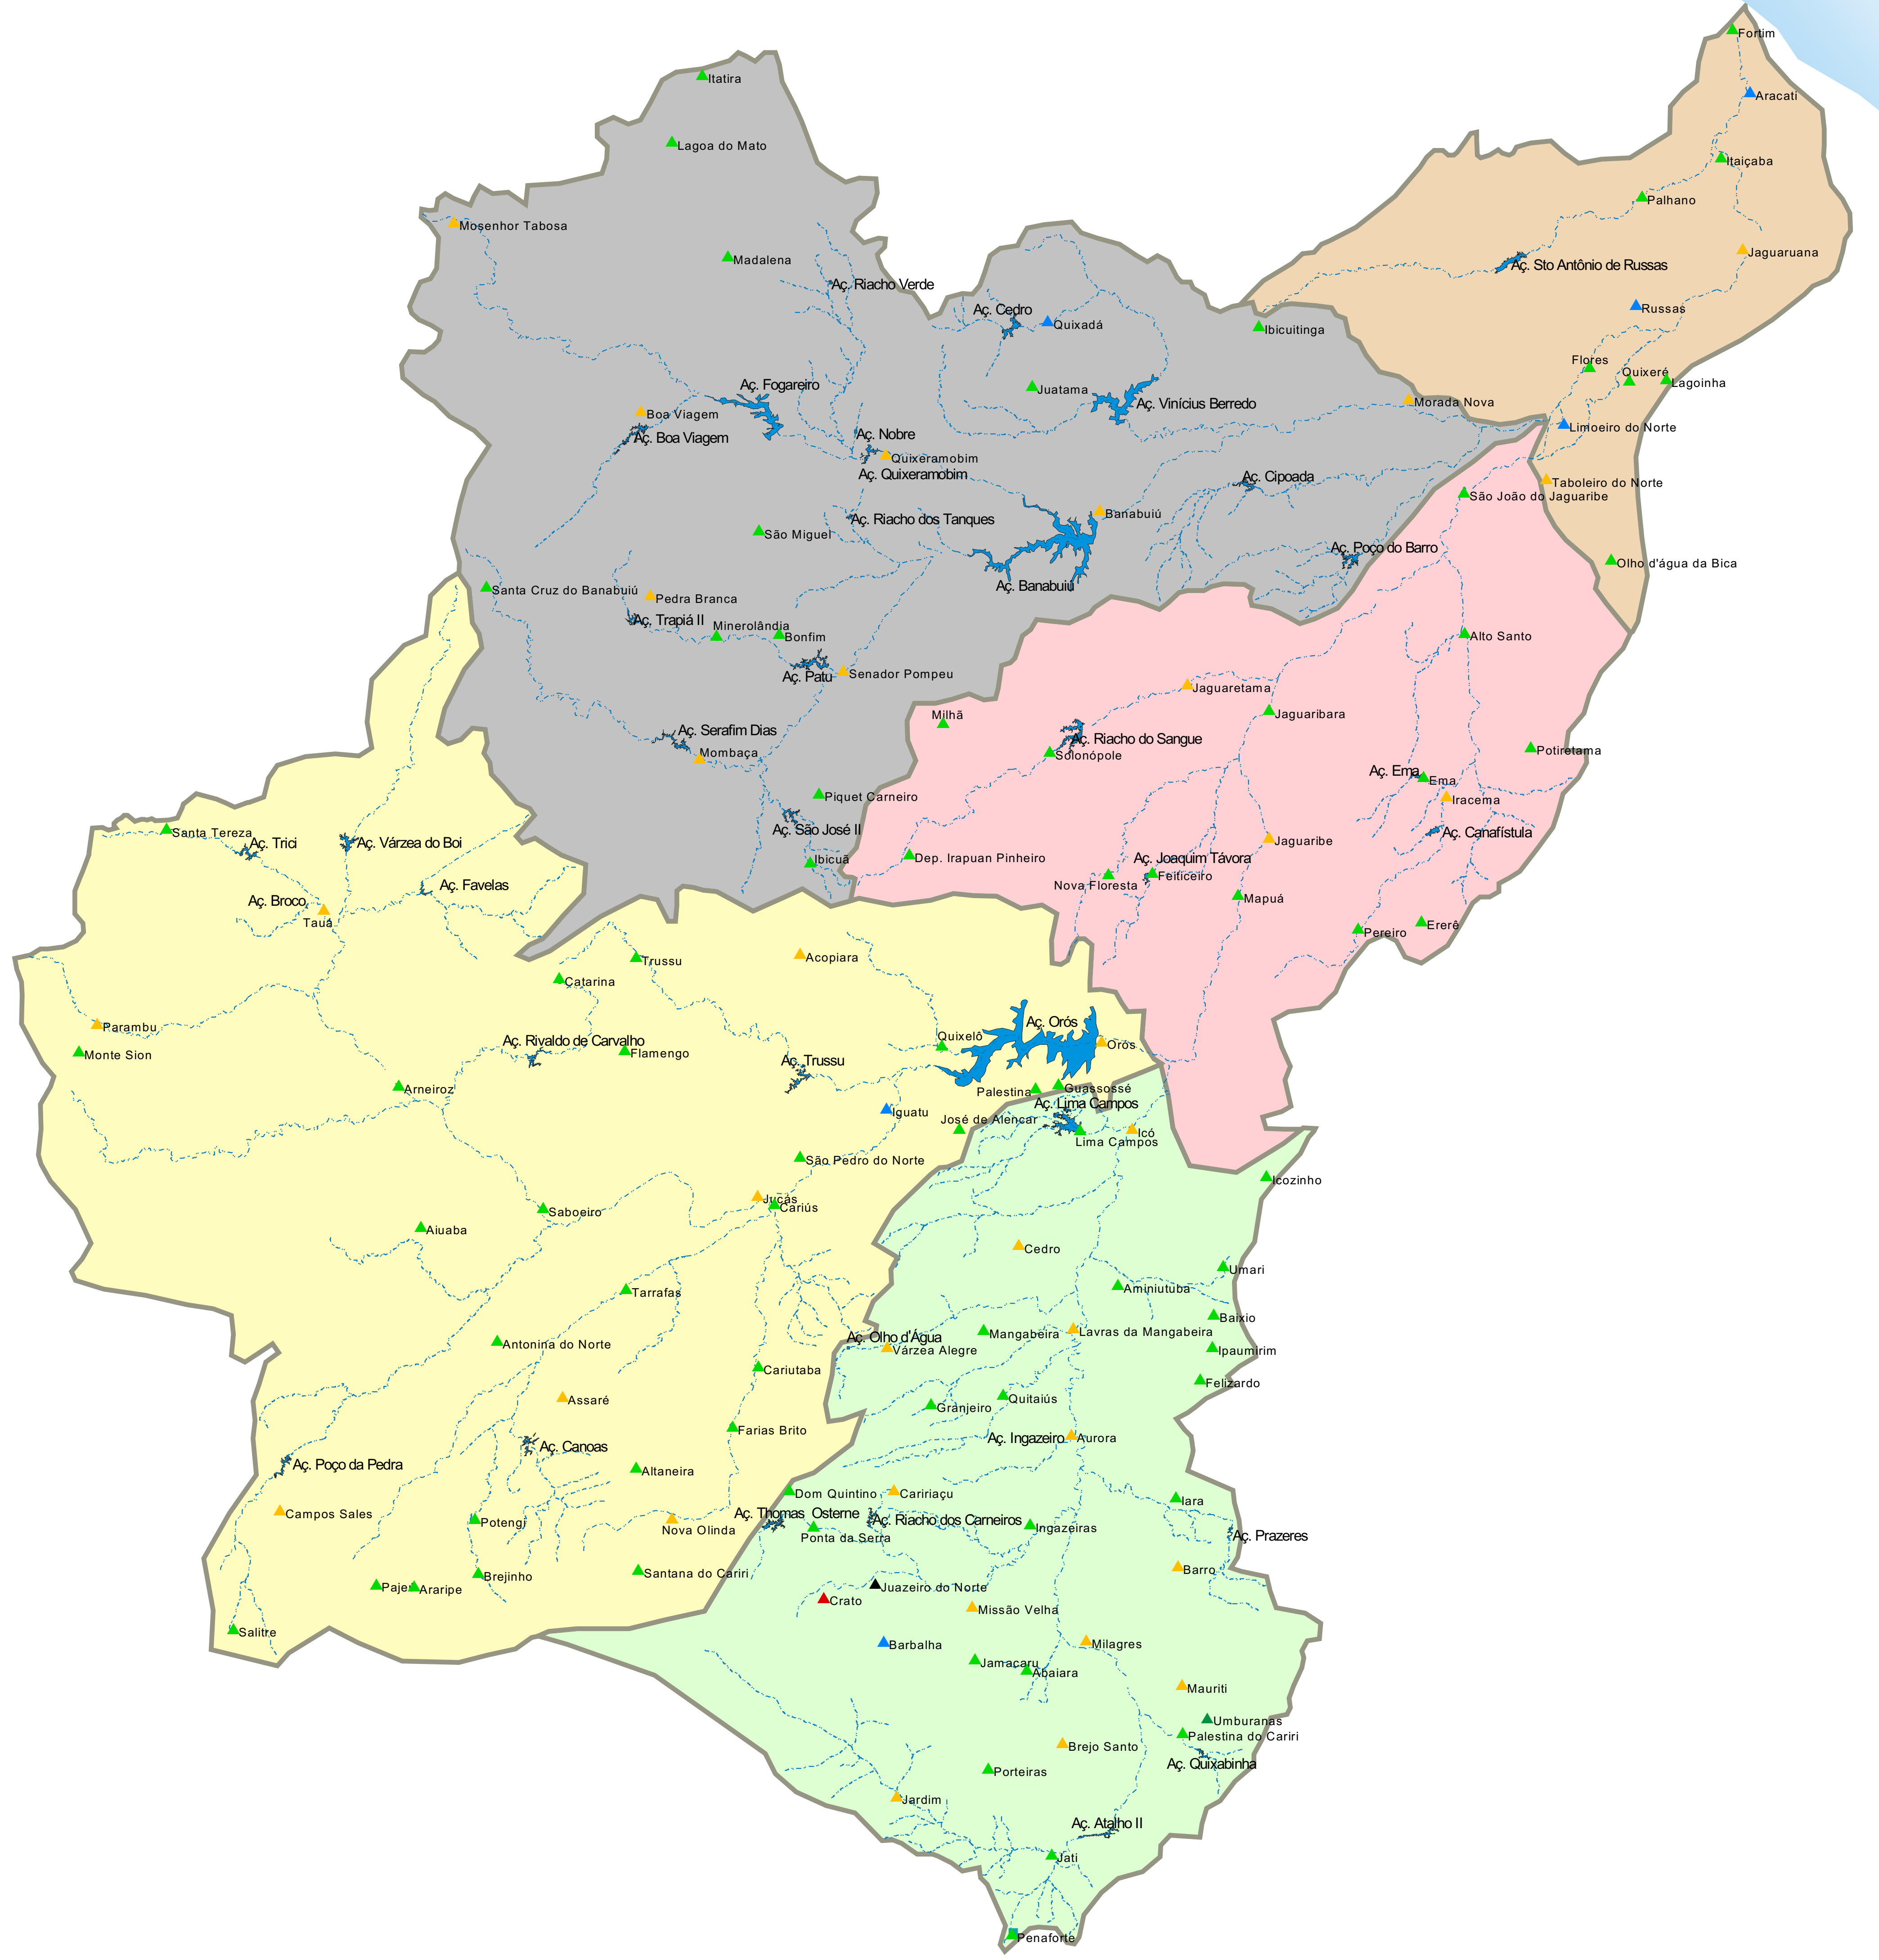 Fortim
Itatira
Aracati
Lagoa do Mato
Itaiçaba
Palhano
Mosenhor Tabosa
Jaguaruana
Madalena
Aç. Sto Antônio de Russas
Aç. Riacho Verde
Aç. Cedro
Russas
Quixadá
Ibicuitinga
Flores
Quixeré
Lagoinha
Aç. Fogareiro
Juatama
Aç. Vinícius Berredo
Morada Nova
Boa Viagem
Limoeiro do Norte
Aç. Boa Viagem
Aç. Nobre
Quixeramobim
Aç. Quixeramobim
Aç. Cipoada
Taboleiro do Norte
São João do Jaguaribe
Banabuiú
Aç. Riacho dos Tanques
São Miguel
Aç. Poço do Barro
Olho d'água da Bica
Aç. Banabuiú
Santa Cruz do Banabuiú
Pedra Branca
Aç. Trapiá II
Minerolândia
Bonfim
Alto Santo
Aç. Patu
Senador Pompeu
Jaguaretama
Milhã
Jaguaribara
Aç. Serafim Dias
Aç. Riacho do Sangue
Mombaça
Solonópole
Potiretama
Aç. Ema
Ema
Piquet Carneiro
Iracema
Aç. São José II
Santa Tereza
Aç. Canafístula
Aç. Trici
Aç. Várzea do Boi
Jaguaribe
Ibicuã
Dep. Irapuan Pinheiro
Aç. Joaquim Távora
Feiticeiro
Nova Floresta
Aç. Favelas
Mapuá
Aç. Broco
Tauá
Ererê
Pereiro
Acopiara
Trussu
Catarina
Aç. Orós
Parambu
Quixelô
Orós
Aç. Rivaldo de Carvalho
Flamengo
Monte Sion
Aç. Trussu
Arneiroz
Palestina
Guassossé
Aç. Lima Campos
Iguatu
José de Alencar
Icó
Lima Campos
São Pedro do Norte
Icozinho
Jucás
Cariús
Saboeiro
Aiuaba
Cedro
Umari
Aminiutuba
Tarrafas
Baixio
Mangabeira
Lavras da Mangabeira
Aç. Olho d'Água
Antonina do Norte
Várzea Alegre
Ipaumirim
Cariutaba
Felizardo
Assaré
Quitaiús
Granjeiro
Farias Brito
Aç. Ingazeiro
Aurora
Aç. Canoas
Aç. Poço da Pedra
Altaneira
Dom Quintino
Caririaçu
Iara
Campos Sales
Aç. Thomas Osterne
Aç. Riacho dos Carneiros
Potengi
Nova Olinda
Ponta da Serra
Ingazeiras
Aç. Prazeres
Barro
Brejinho
Santana do Cariri
Pajeú
Araripe
Juazeiro do Norte
Crato
Missão Velha
Salitre
Barbalha
Milagres
Jamacaru
Abaiara
Mauriti
Umburanas
Palestina do Cariri
Brejo Santo
Aç. Quixabinha
Porteiras
Jardim
Aç. Atalho II
Jati
Penaforte